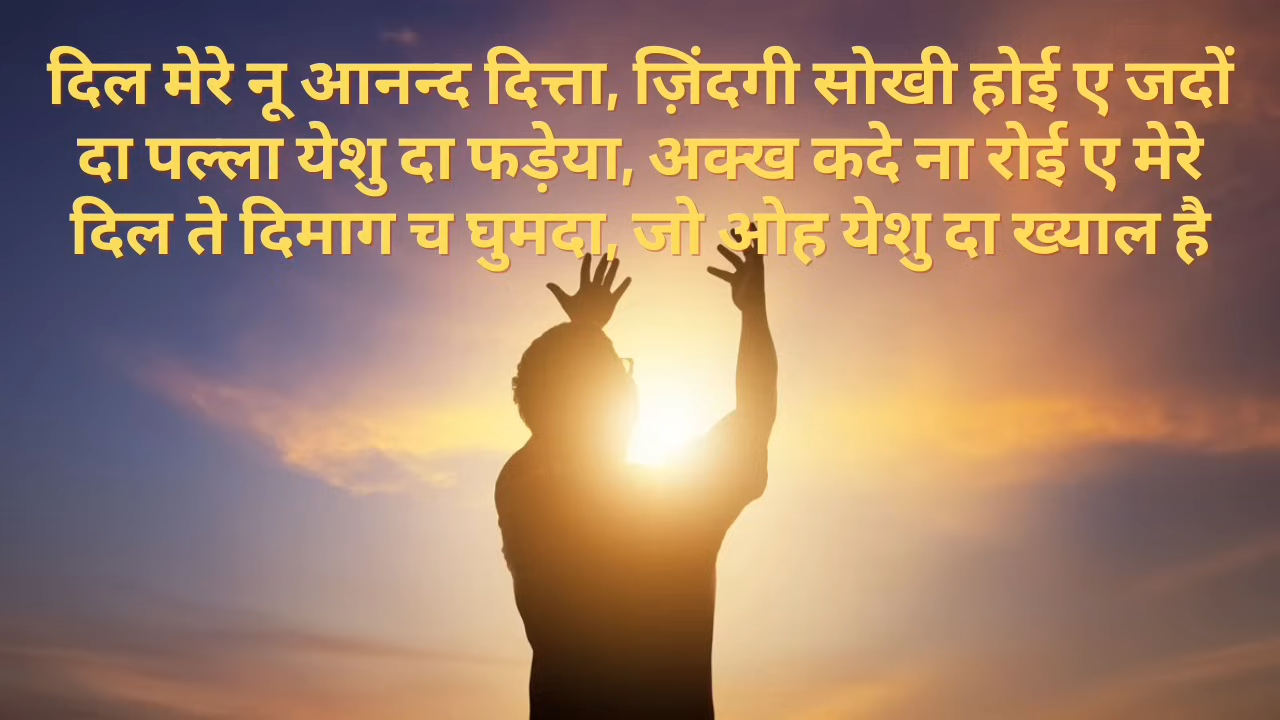 दिल मेरे नू आनन्द दित्ता, ज़िंदगी सोखी होई ए जदों
दा पल्ला येशु दा फड़ेया, अक्ख कदे ना रोई ए मेरे
दिल ते दिमाग च घुमदा, जो ओह येशु दा ख्याल है